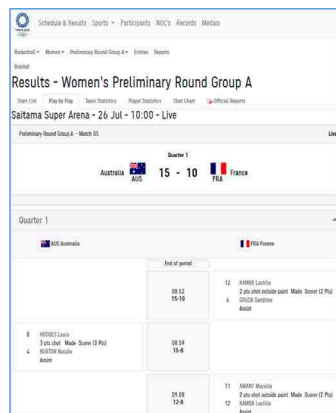 Schedule & Results Sports Participants NOC's Records Medals
Basketball Women Preliminary Round Group A Entries Reports
Bracket
Results - Women's Preliminary Round Group A
Start List Play by Play Team Statistics Player Statistics Shot Chart Official Reports
Saitama Super Arena - 26 Jul - 10:00 - Live
Preliminary Round Group A - Match 05 Live
Quarter 1
Australia AUS 15 - 10 FRA France
Quarter 1
AUS Australia FRA France
End of period
08:52
15-10
12 Laetitia
2 pts shot outside paint Made Score (2 Pts)
4 GRUDA Sandrine
Assist
8 HODGES Laura
3 pts shot Made Score (3 Pts)
4 BURTON Natalie
Assist
08:59
15-8
09:08
12-8
11 AMANT Marielle
2 pts shot outside paint Made Score (2 Pts)
12 Laetitia
Assist